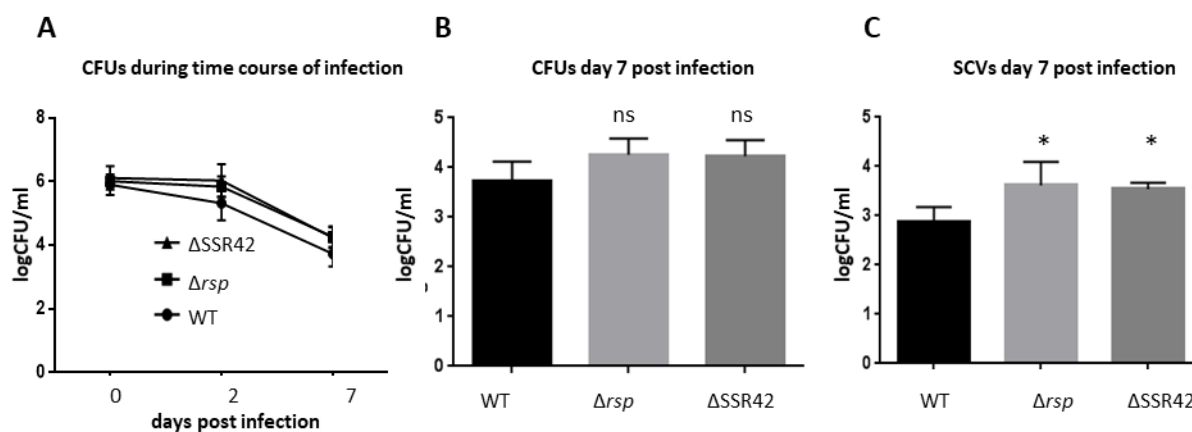 A
CFUs during time course of infection
logCFU/ml
8
6
4
2
0
ΔSSR42
Δrsp
WT
0 2 7
days post infection
B
CFUs day 7 post infection
logCFU/ml
5
4
3
2
1
0
ns ns
WT Δrsp ΔSSR42
C
SCVs day 7 post infection
logCFU/ml
5
4
3
2
1
0
* *
WT Δrsp ΔSSR42